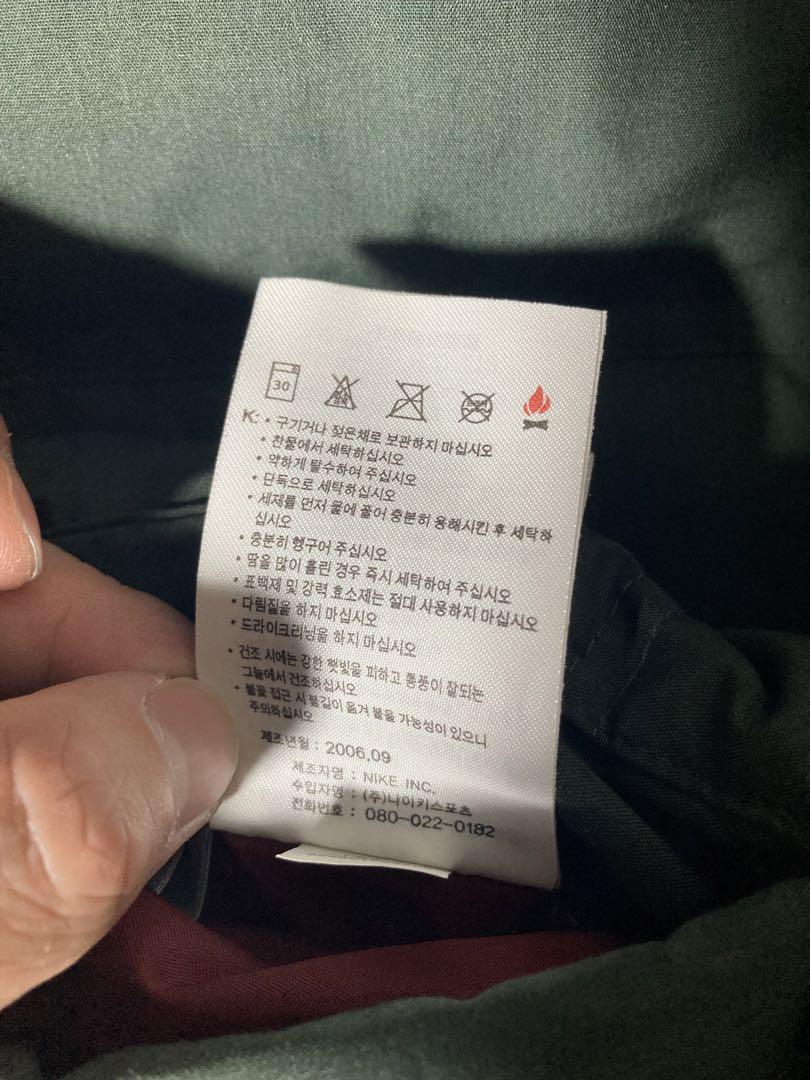 30
K: • 구기거나 젖은채로 보관하지 마십시오
• 찬물에서 세탁하십시오
• 약하게 탈수하여 주십시오
• 단독으로 세탁하십시오
• 세제를 먼저 물에 풀어 충분히 용해시킨 후 세탁하
십시오
• 충분히 헹구어 주십시오
• 땀을 많이 흘린 경우 즉시 세탁하여 주십시오
• 표백제 및 강력 효소제는 절대 사용하지 마십시오
• 다림질을 하지 마십시오
• 드라이크리닝을 하지 마십시오
• 건조 시에는 강한 햇빛을 피하고 통풍이 잘되는
그늘에서 건조하십시오
• 불꽃 접근 시 불길이 옮겨 붙을 가능성이 있으니
주의하십시오
제조년월 : 2006.09
제조자명 : NIKE INC.
수입자명 : (주)나이키스포츠
전화번호 : 080-022-0182